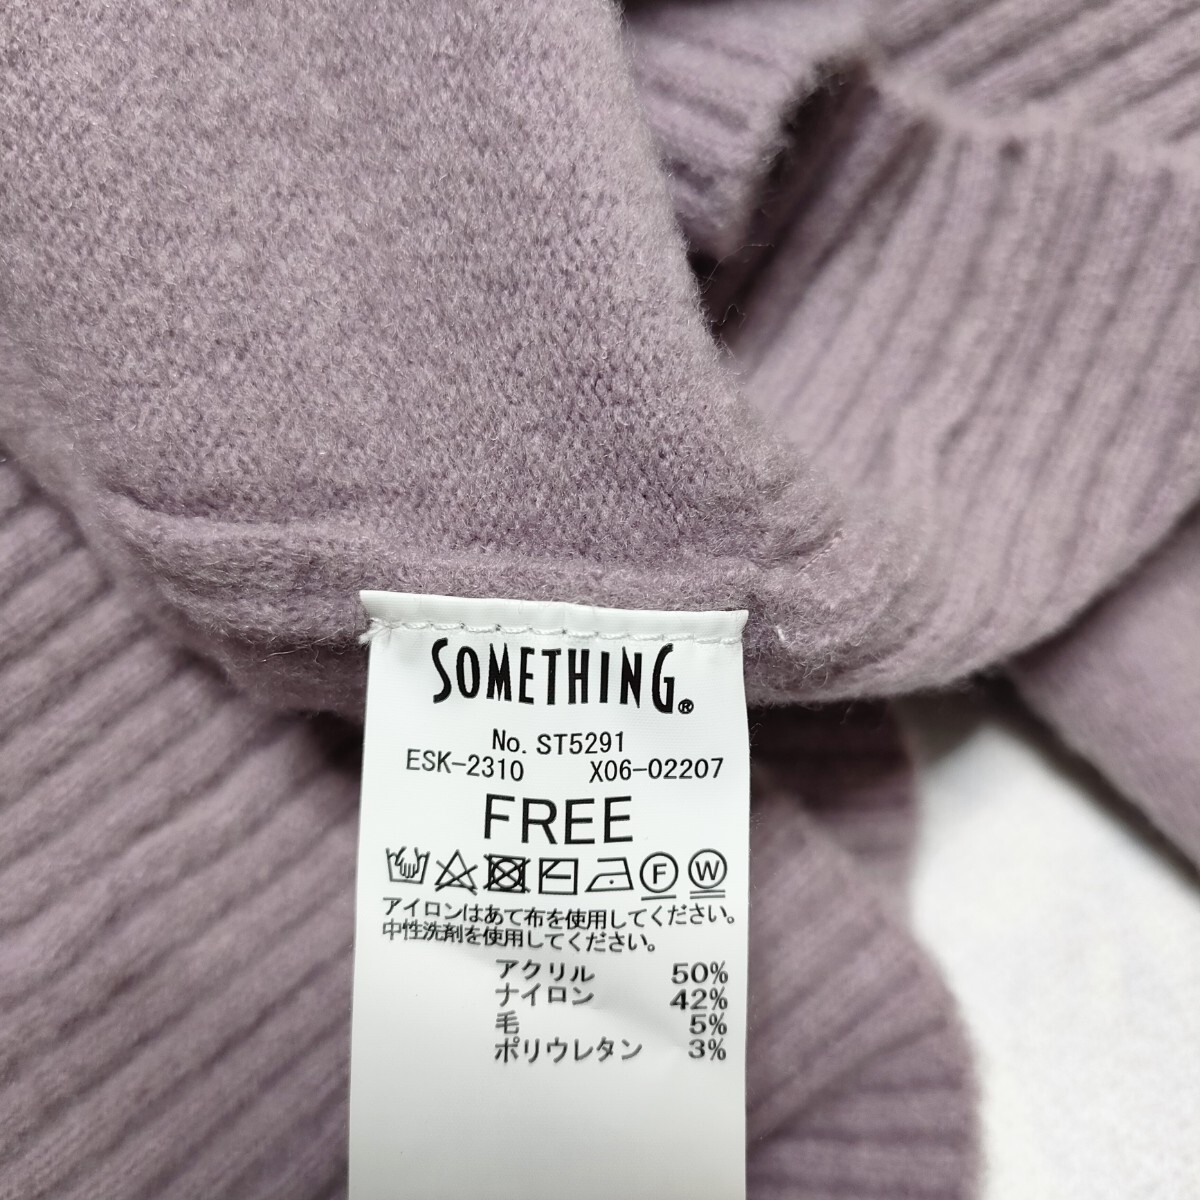 SOMETHING®
No. ST5291
ESK-2310 X06-02207
FREE
F W
アイロンはあて布を使用してください。
中性洗剤を使用してください。
アクリル 50%
ナイロン 42%
毛 5%
ポリウレタン 3%